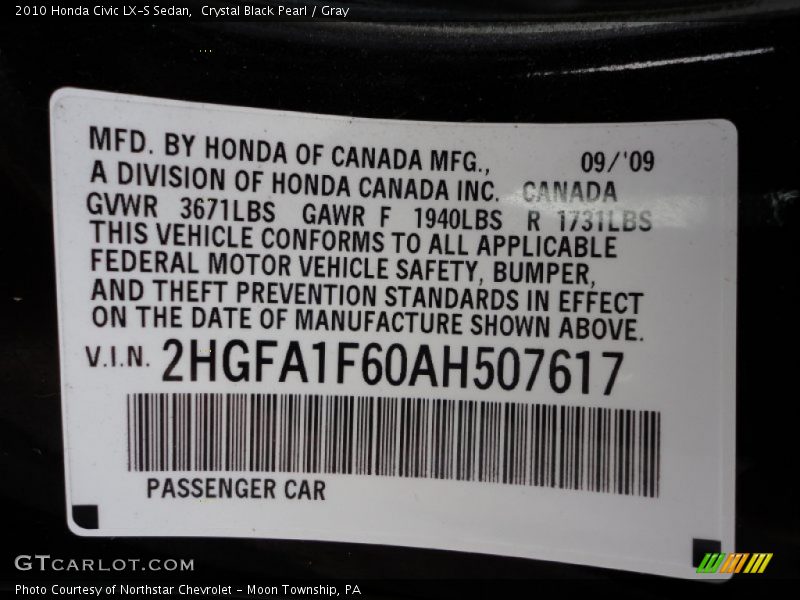 2010 Honda Civic LX-S Sedan,  Crystal Black Pearl / Gray
MFD. BY HONDA OF CANADA MFG., 09/'09
A DIVISION OF HONDA CANADA INC. CANADA
GVWR 3671LBS GAWR F 1940LBS R 1731LBS
THIS VEHICLE CONFORMS TO ALL APPLICABLE
FEDERAL MOTOR VEHICLE SAFETY, BUMPER,
AND THEFT PREVENTION STANDARDS IN EFFECT
ON THE DATE OF MANUFACTURE SHOWN ABOVE.
V.I.N. 2HGFA1F60AH507617
PASSENGER CAR
GTCARLOT.COM
Photo Courtesy of Northstar Chevrolet - Moon Township, PA